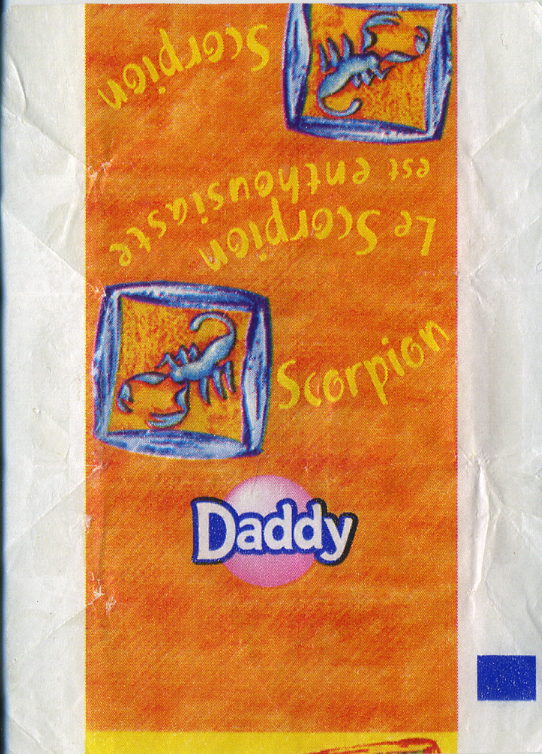 Scorpion
Le Scorpion
est enthousiaste
Scorpion
Daddy